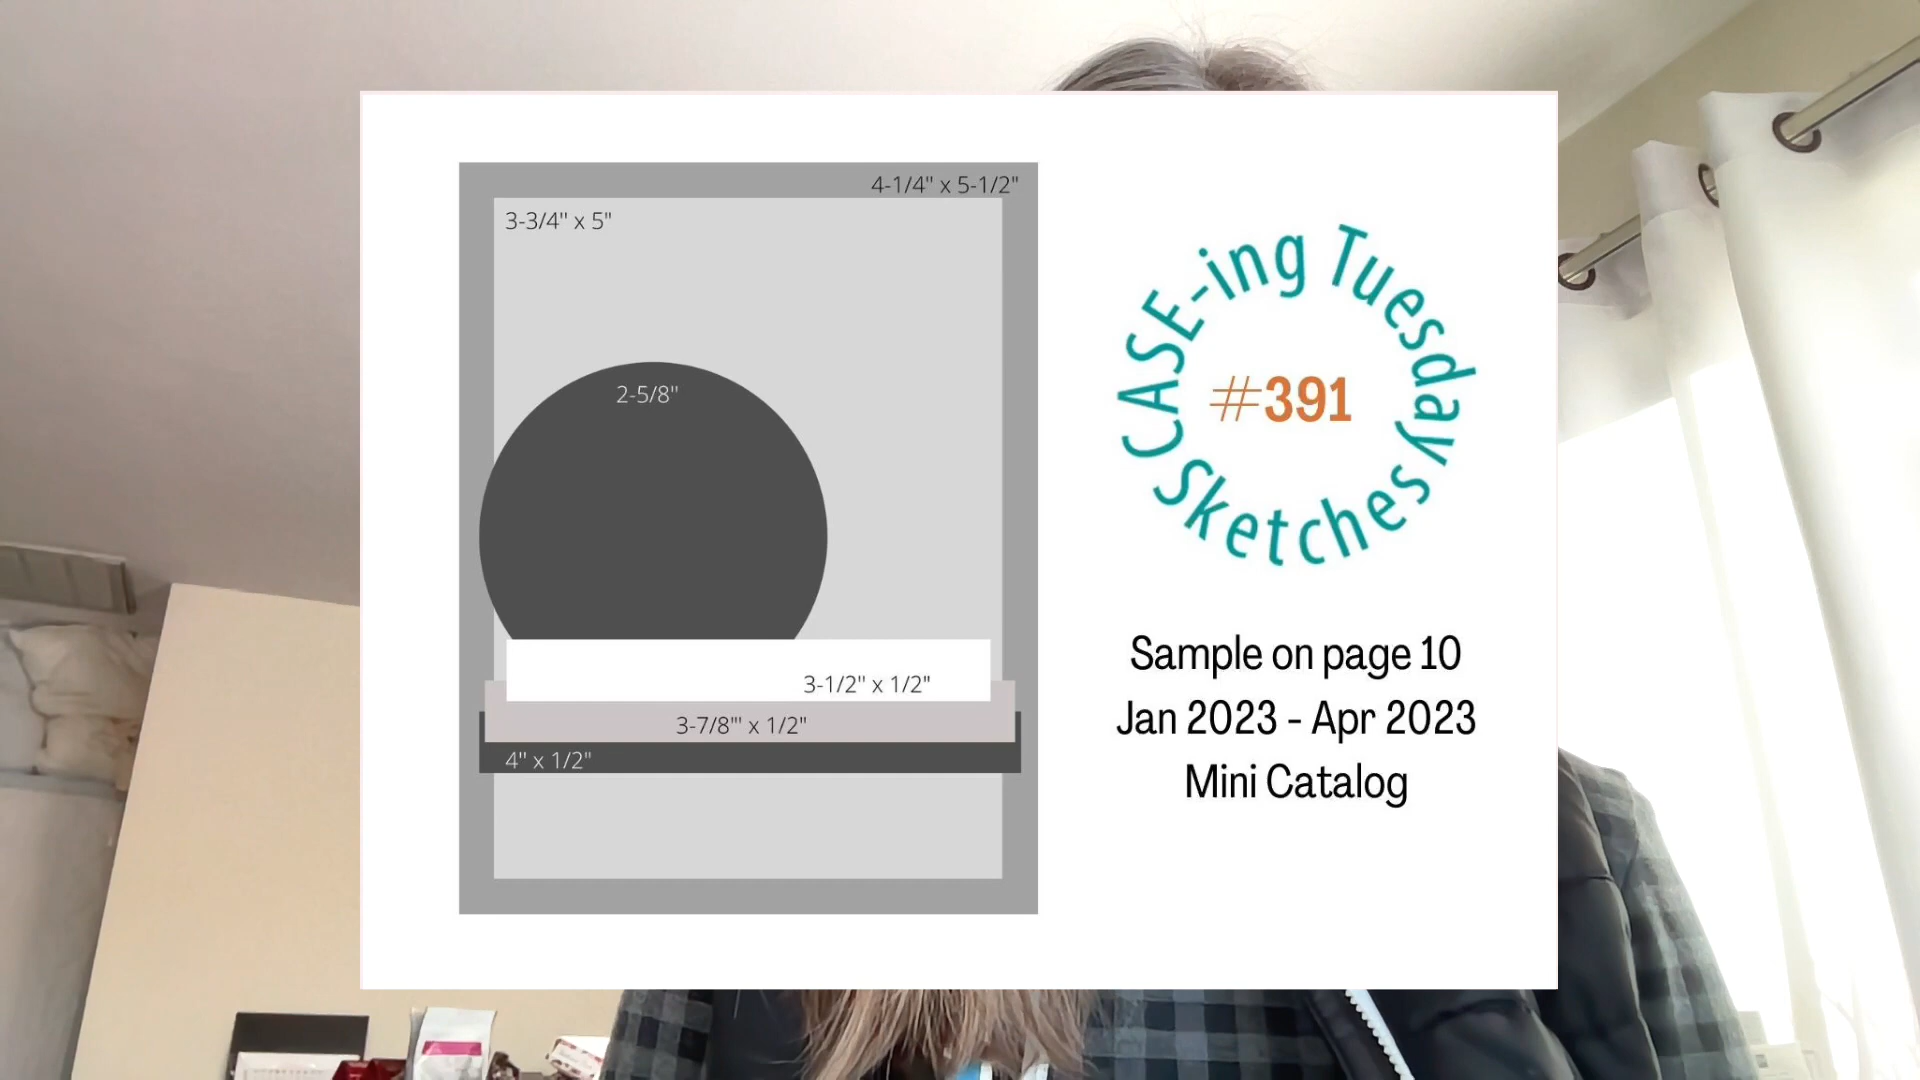 4-1/4" x 5-1/2"
3-3/4" x 5"
2-5/8"
3-1/2" x 1/2"
3-7/8"' x 1/2"
4" x 1/2"
CASE-ing Tuesday Sketches
#391
Sample on page 10
Jan 2023 - Apr 2023
Mini Catalog